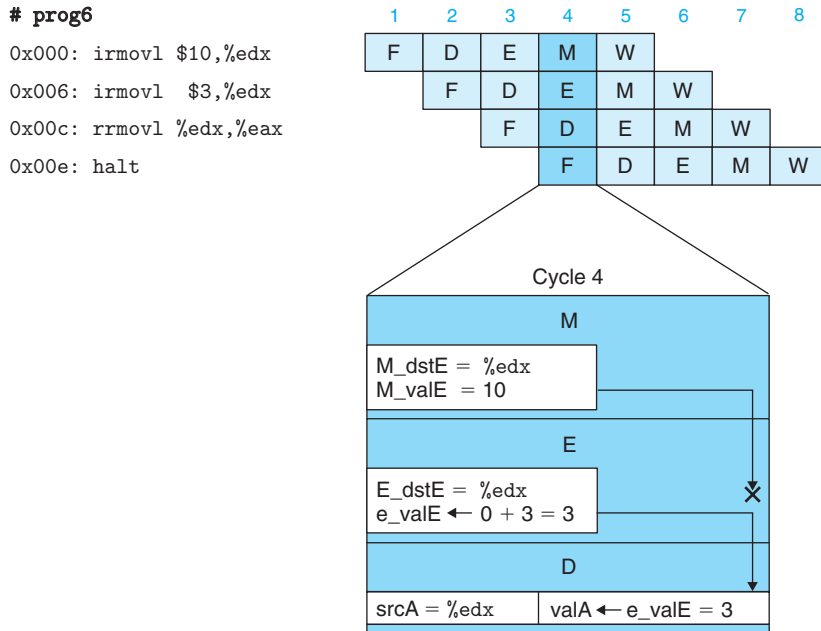 # prog6
1 2 3 4 5 6 7 8
0x000: irmovl $10,%edx F D E M W
0x006: irmovl $3,%edx F D E M W
0x00c: rrmovl %edx,%eax F D E M W
0x00e: halt F D E M W
Cycle 4
M
M_dstE = %edx
M_valE = 10
E
E_dstE = %edx
e_valE ← 0 + 3 = 3
D
srcA = %edx valA ← e_valE = 3